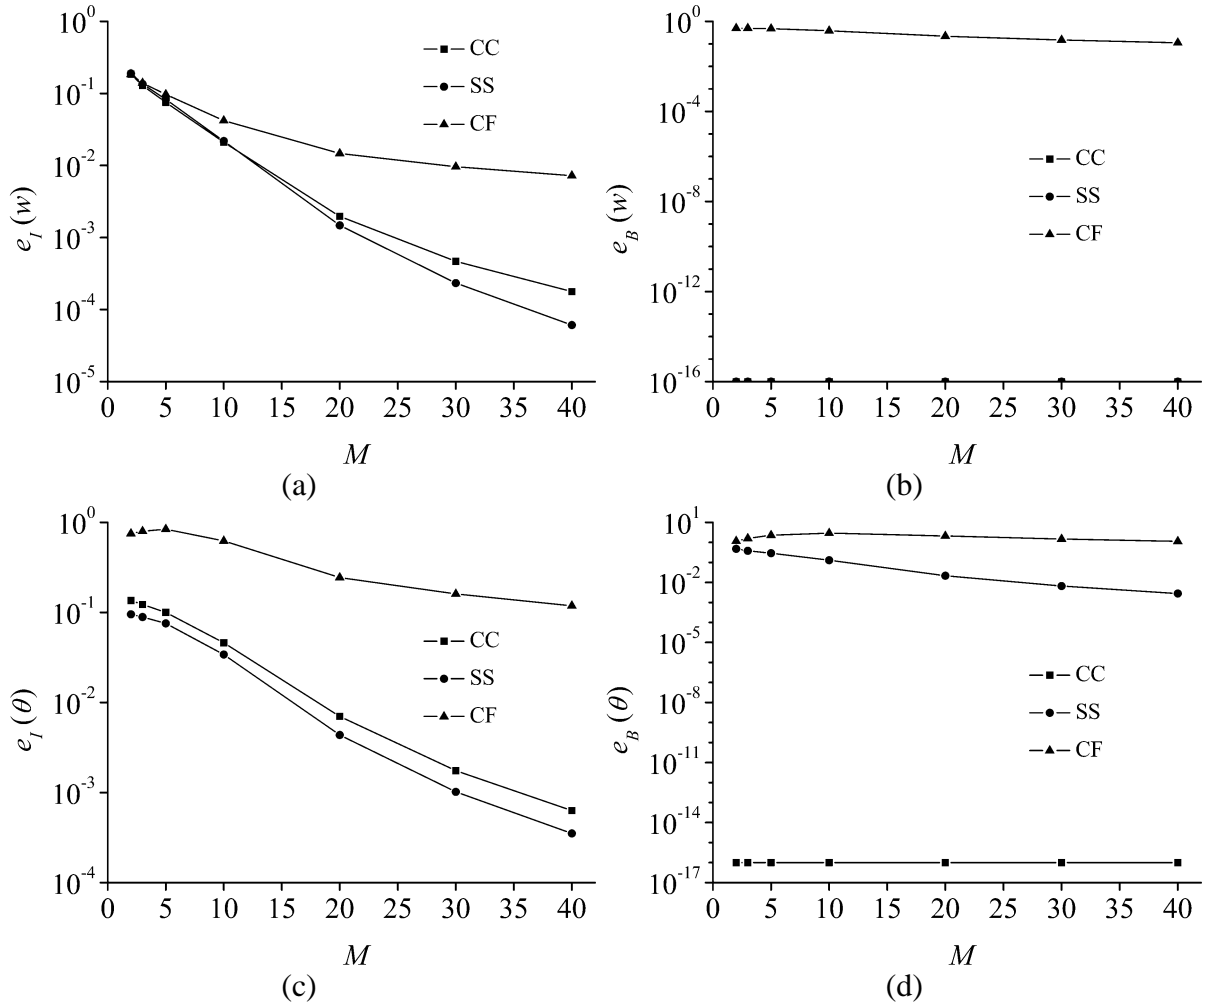 10^0
10^-1
10^-2
10^-3
10^-4
10^-5
e_I (w)
CC
SS
CF
0 5 10 15 20 25 30 35 40
M
(a)
10^0
10^-4
10^-8
10^-12
10^-16
e_B (w)
CC
SS
CF
0 5 10 15 20 25 30 35 40
M
(b)
10^0
10^-1
10^-2
10^-3
10^-4
e_I (θ)
CC
SS
CF
0 5 10 15 20 25 30 35 40
M
(c)
10^1
10^-2
10^-5
10^-8
10^-11
10^-14
10^-17
e_B (θ)
CC
SS
CF
0 5 10 15 20 25 30 35 40
M
(d)